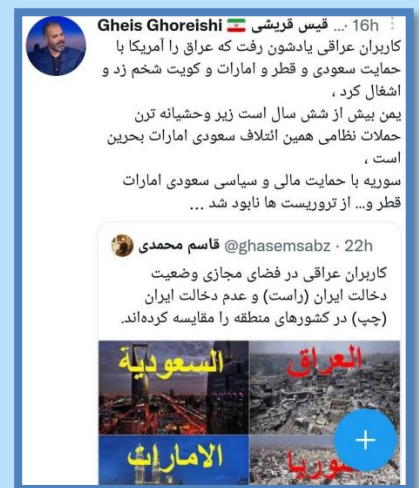 Gheis Ghoreishi 🇮🇷 قیس قریشی ... · 16h
کاربران عراقی یادشون رفت که عراق را آمریکا با
حمایت سعودی و قطر و امارات و کویت شخم زد و
اشغال کرد ،
یمن بیش از شش سال است زیر وحشیانه ترن
حملات نظامی همین ائتلاف سعودی امارات بحرین
است ،
سوریه با حمایت مالی و سیاسی سعودی امارات
قطر و... از تروریست ها نابود شد ...
قاسم محمدی @ghasemsabz · 22h
کاربران عراقی در فضای مجازی وضعیت
دخالت ایران (راست) و عدم دخالت ایران
(چپ) در کشورهای منطقه را مقایسه کرده‌اند.
العراق
السعودية
سوريا
الامارات